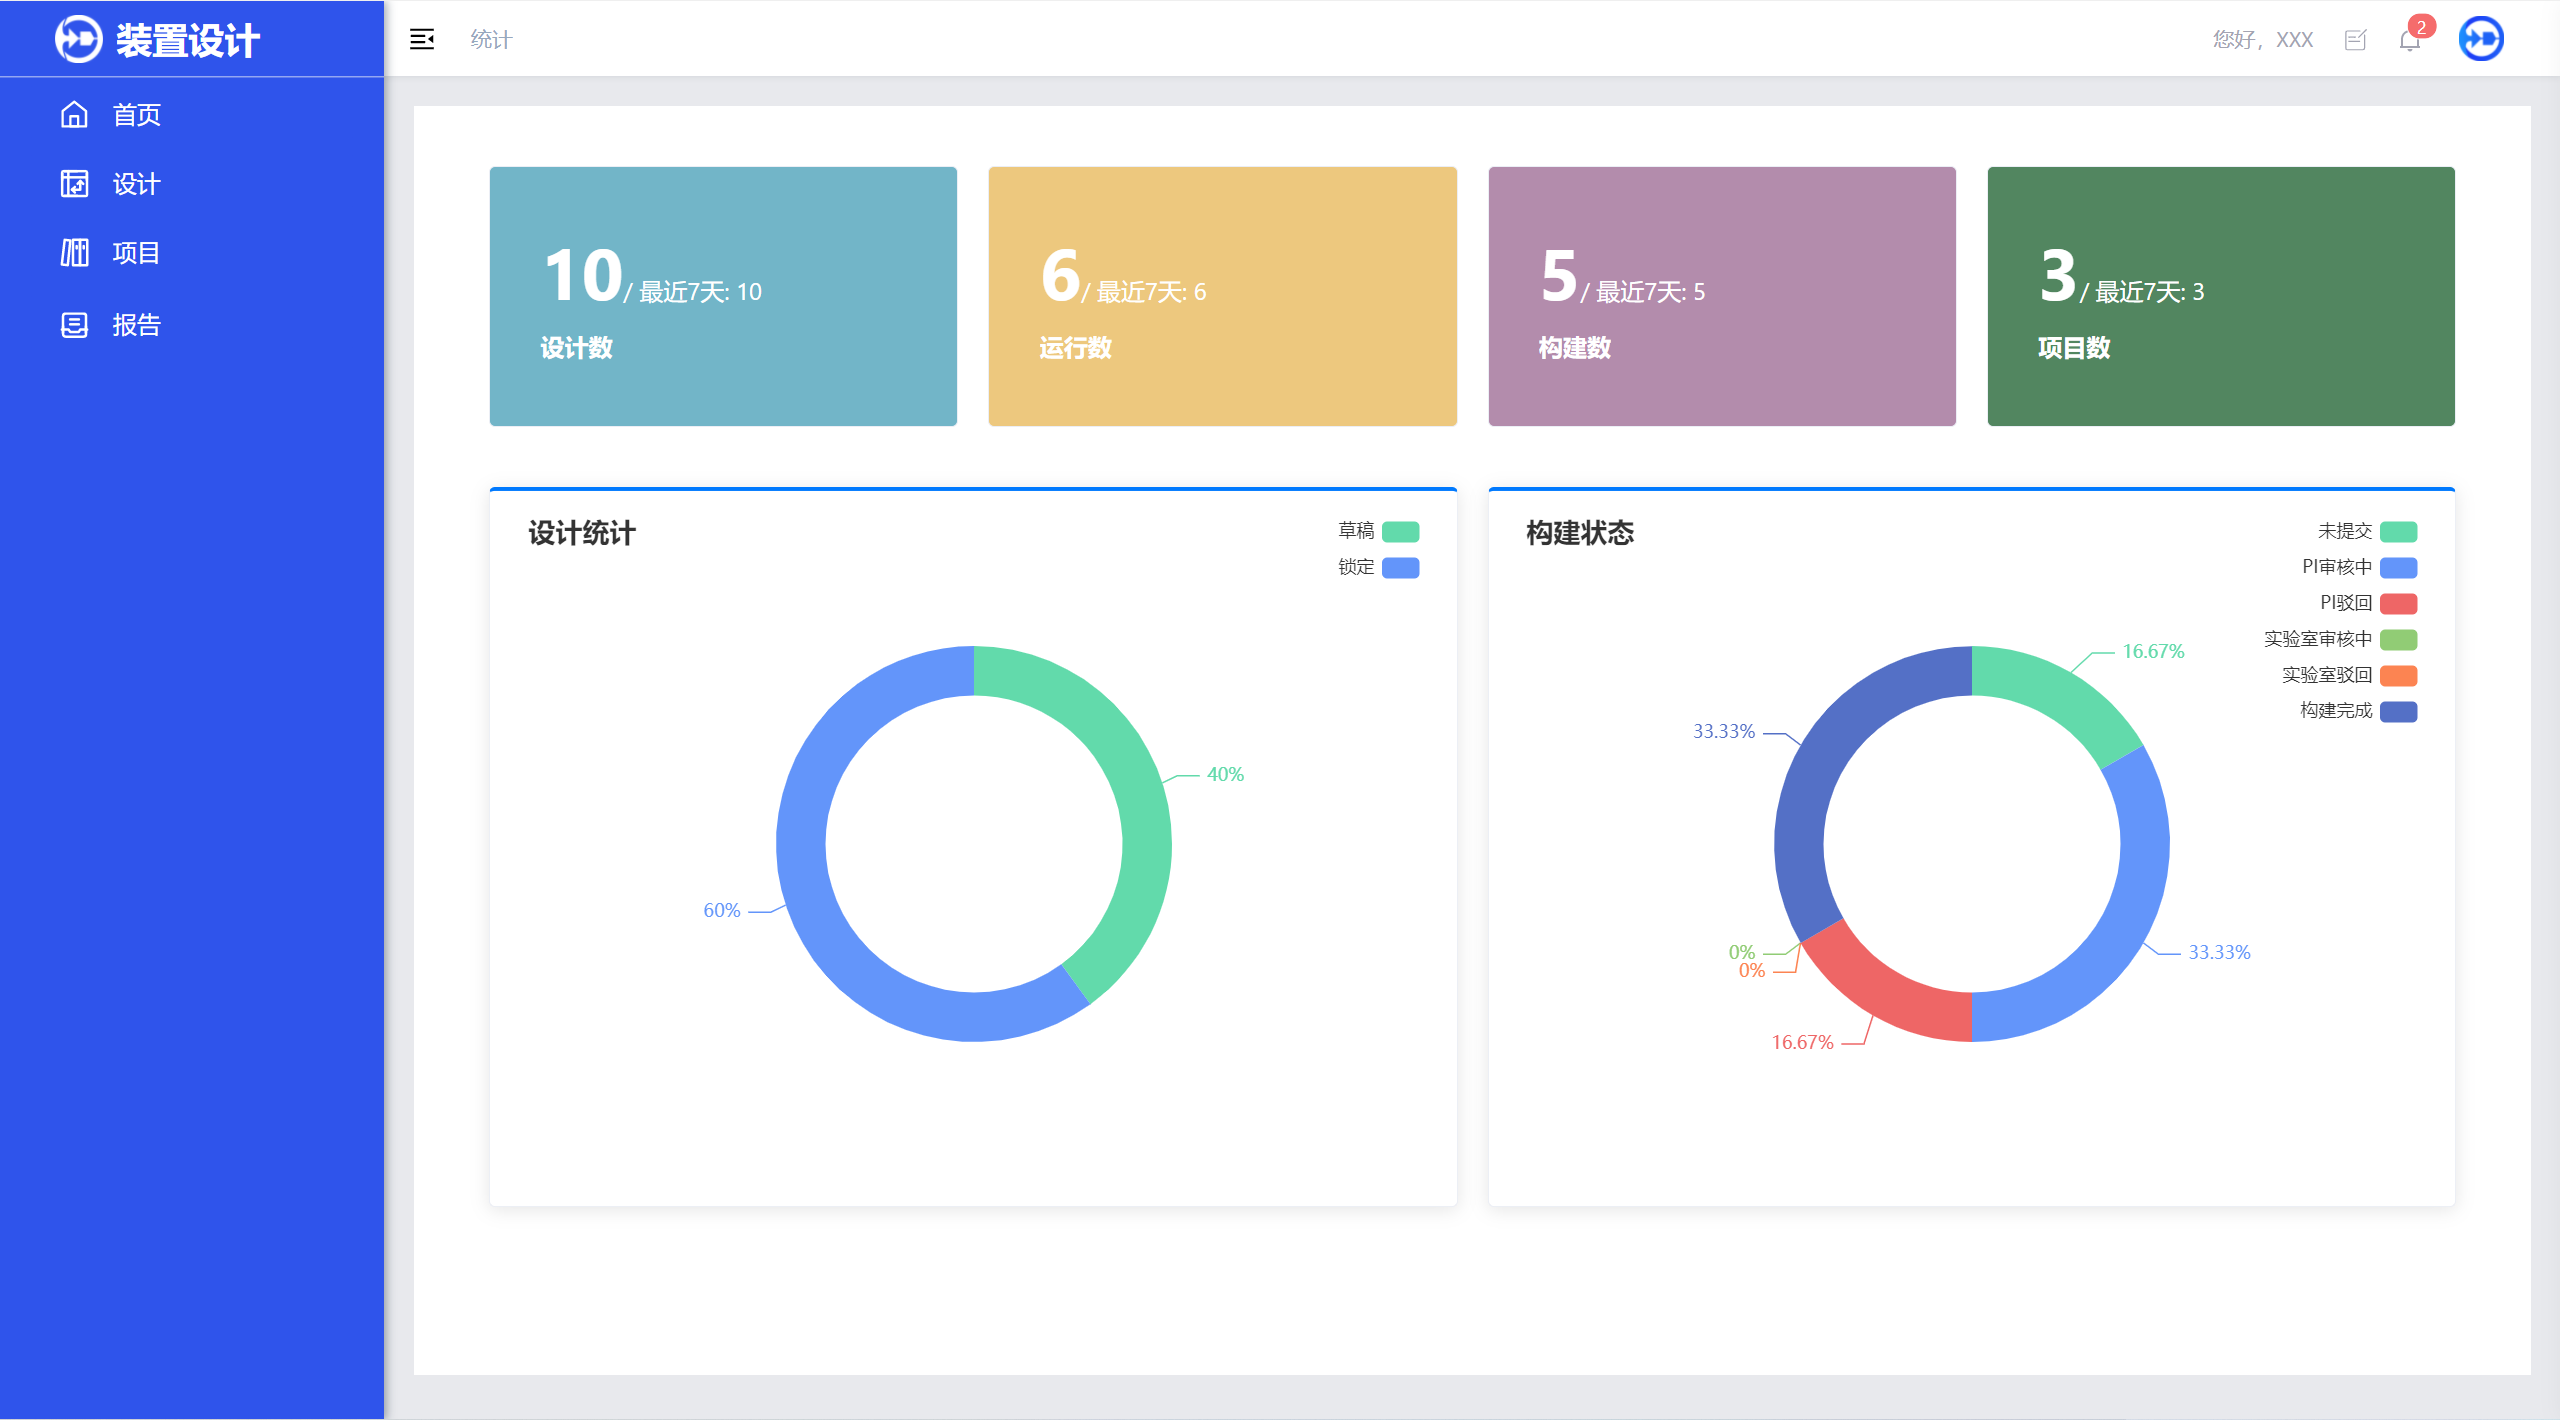 装置设计
统计
您好，XXX
2
首页
设计
项目
报告
10/ 最近7天: 10
设计数
6/ 最近7天: 6
运行数
5/ 最近7天: 5
构建数
3/ 最近7天: 3
项目数
设计统计
草稿
锁定
40%
60%
构建状态
未提交
PI审核中
PI驳回
实验室审核中
实验室驳回
构建完成
16.67%
33.33%
0%
0%
33.33%
16.67%